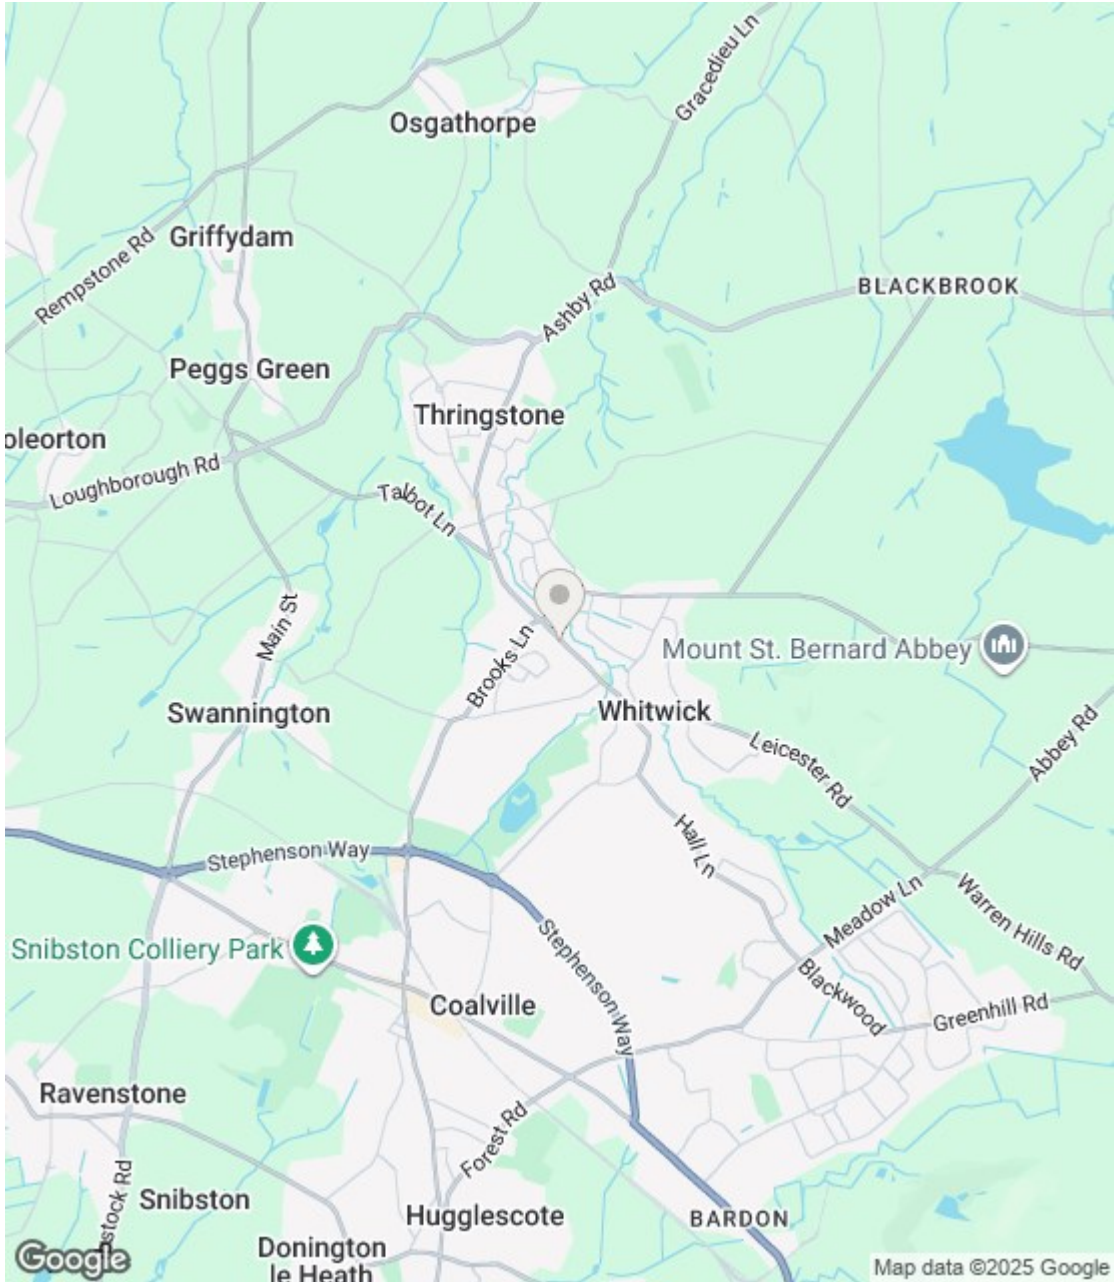 Gracedieu Ln
Osgathorpe
Griffydam
Rempstone Rd
Ashby Rd
BLACKBROOK
Peggs Green
Thringstone
oleorton
Loughborough Rd
Talbot Ln
Main St
Brooks Ln
Mount St. Bernard Abbey
Swannington
Whitwick
Leicester Rd
Abbey Rd
Hall Ln
Stephenson Way
Meadow Ln
Warren Hills Rd
Snibston Colliery Park
Stephenson Way
Blackwood
Coalville
Greenhill Rd
Ravenstone
Forest Rd
stock Rd
Snibston
Hugglescote
BARDON
Donington
le Heath
Google
Map data ©2025 Google